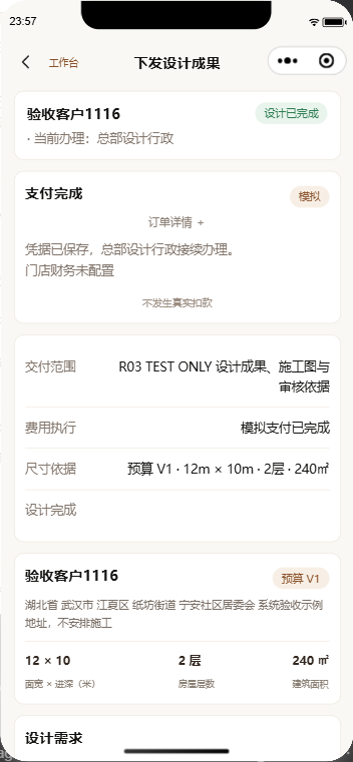 23:57
工作台
下发设计成果
验收客户1116
设计已完成
· 当前办理：总部设计行政
支付完成
模拟
订单详情 +
凭据已保存，总部设计行政接续办理。
门店财务未配置
不发生真实扣款
交付范围
R03 TEST ONLY 设计成果、施工图与
审核依据
费用执行
模拟支付已完成
尺寸依据
预算 V1 · 12m × 10m · 2层 · 240㎡
设计完成
验收客户1116
预算 V1
湖北省 武汉市 江夏区 纸坊街道 宁安社区居委会 系统验收示例
地址，不安排施工
12 × 10
2 层
240 ㎡
面宽 × 进深（米）
房屋层数
建筑面积
设计需求